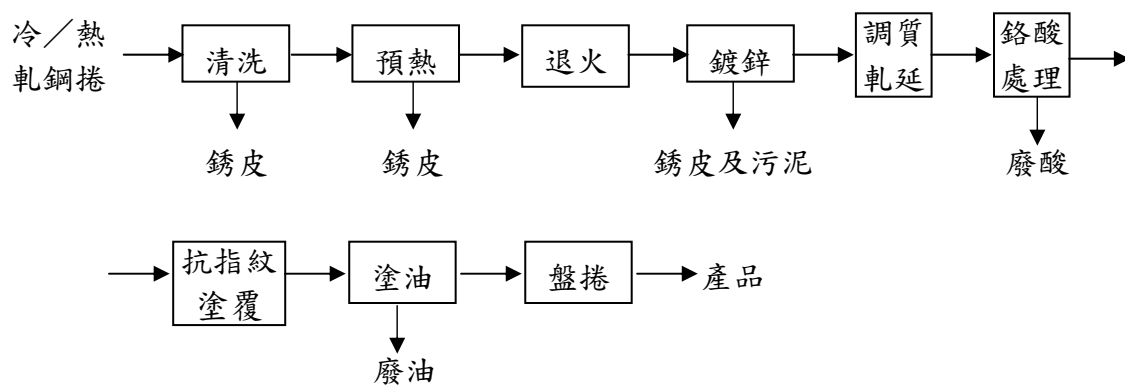 冷／熱
軋鋼捲
清洗
預熱
退火
鍍鋅
調質
軋延
鉻酸
處理
銹皮
銹皮
銹皮及污泥
廢酸
抗指紋
塗覆
塗油
盤捲
產品
廢油